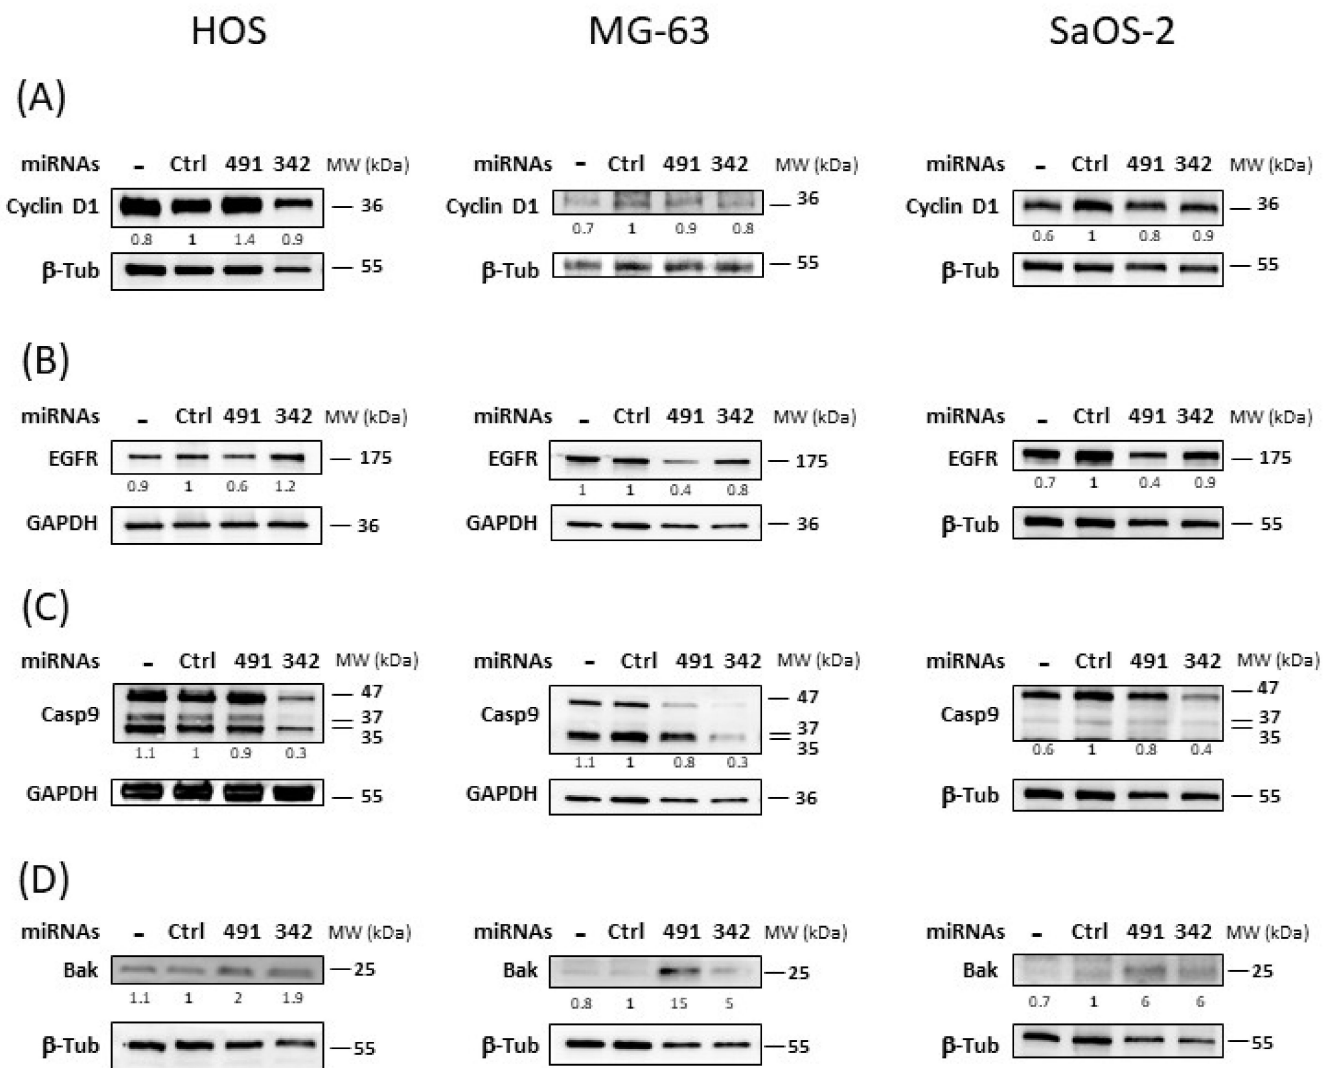 HOS MG-63 SaOS-2
(A)
miRNAs - Ctrl 491 342 MW (kDa) miRNAs - Ctrl 491 342 MW (kDa) miRNAs - Ctrl 491 342 MW (kDa)
Cyclin D1 — 36 Cyclin D1 — 36 Cyclin D1 — 36
0.8 1 1.4 0.9 0.7 1 0.9 0.8 0.6 1 0.8 0.9
β-Tub — 55 β-Tub — 55 β-Tub — 55
(B)
miRNAs - Ctrl 491 342 MW (kDa) miRNAs - Ctrl 491 342 MW (kDa) miRNAs - Ctrl 491 342 MW (kDa)
EGFR — 175 EGFR — 175 EGFR — 175
0.9 1 0.6 1.2 1 1 0.4 0.8 0.7 1 0.4 0.9
GAPDH — 36 GAPDH — 36 β-Tub — 55
(C)
miRNAs - Ctrl 491 342 MW (kDa) miRNAs - Ctrl 491 342 MW (kDa) miRNAs - Ctrl 491 342 MW (kDa)
— 47 — 47 — 47
Casp9 — 37 Casp9 — 37 Casp9 — 37
— 35 — 35 — 35
1.1 1 0.9 0.3 1.1 1 0.8 0.3 0.6 1 0.8 0.4
GAPDH — 55 GAPDH — 36 β-Tub — 55
(D)
miRNAs - Ctrl 491 342 MW (kDa) miRNAs - Ctrl 491 342 MW (kDa) miRNAs - Ctrl 491 342 MW (kDa)
Bak —25 Bak —25 Bak —25
1.1 1 2 1.9 0.8 1 15 5 0.7 1 6 6
β-Tub —55 β-Tub —55 β-Tub —55